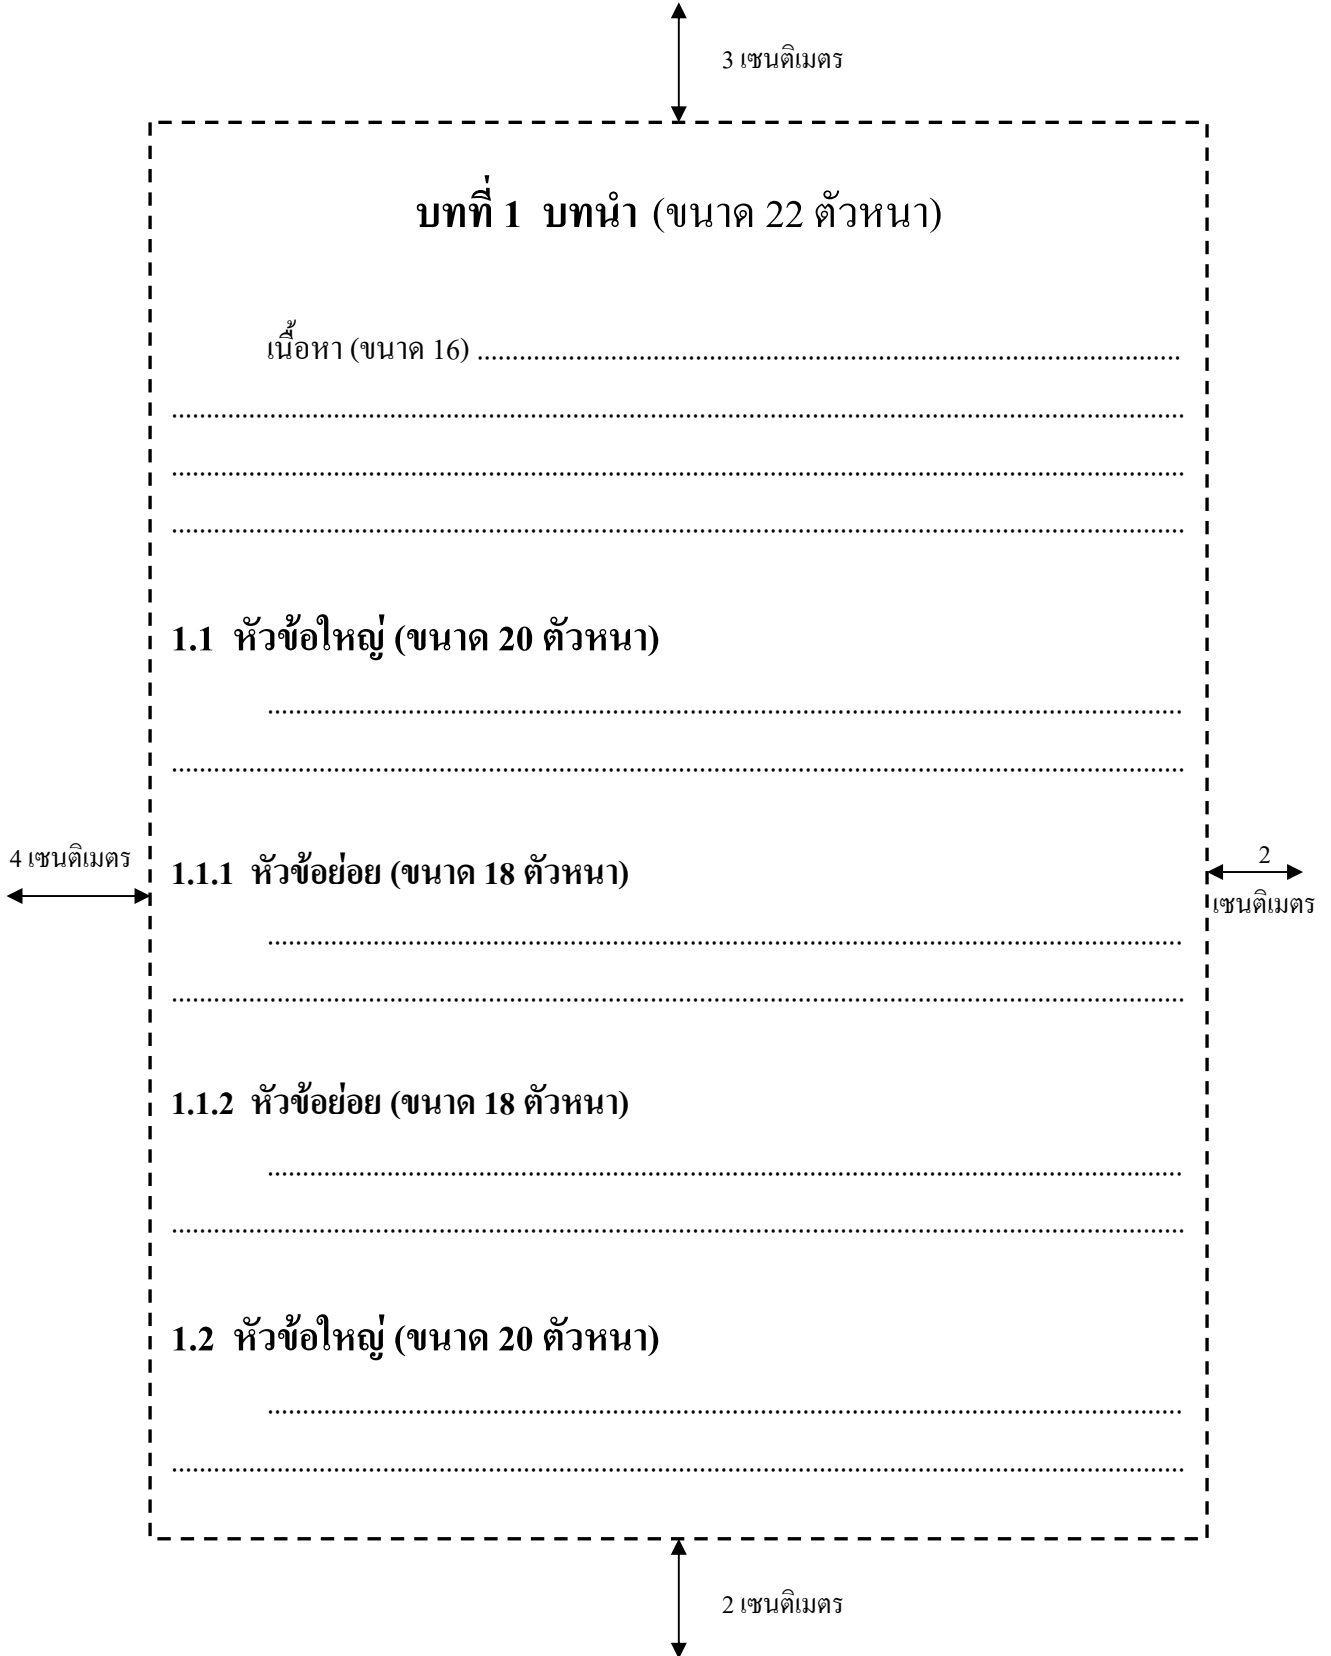 3 เซนติเมตร
บทที่ 1 บทนำ (ขนาด 22 ตัวหนา)
เนื้อหา (ขนาด 16) ....................................................................................................
................................................................................................................................................
................................................................................................................................................
................................................................................................................................................
1.1 หัวข้อใหญ่ (ขนาด 20 ตัวหนา)
..................................................................................................................................
................................................................................................................................................
4 เซนติเมตร
1.1.1 หัวข้อย่อย (ขนาด 18 ตัวหนา)
2
เซนติเมตร
..................................................................................................................................
................................................................................................................................................
1.1.2 หัวข้อย่อย (ขนาด 18 ตัวหนา)
..................................................................................................................................
................................................................................................................................................
1.2 หัวข้อใหญ่ (ขนาด 20 ตัวหนา)
..................................................................................................................................
................................................................................................................................................
2 เซนติเมตร